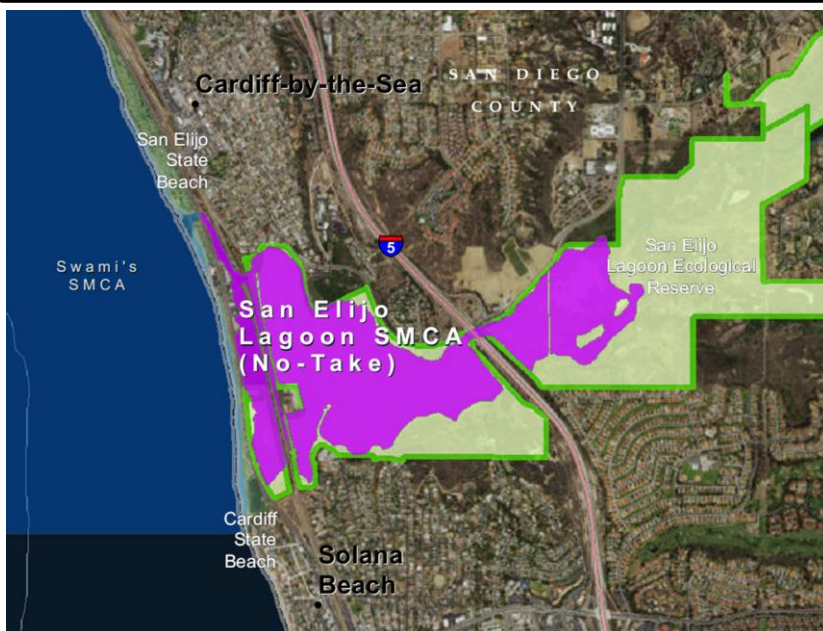 Cardiff-by-the-Sea
SAN DIEGO
COUNTY
San Elijo
State
Beach
5
Swami's
SMCA
San Elijo
Lagoon Ecological
Reserve
San Elijo
Lagoon SMCA
(No-Take)
Cardiff
State
Beach
Solana
Beach